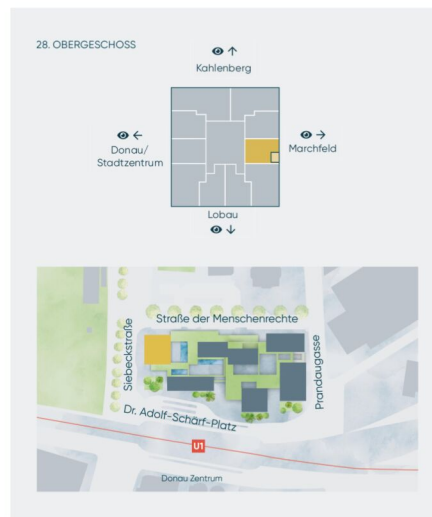 28. OBERGESCHOSS
Kahlenberg
Donau/
Stadtzentrum
Marchfeld
Lobau
Straße der Menschenrechte
Siebeckstraße
Prandaugasse
Dr. Adolf-Schärf-Platz
U1
Donau Zentrum